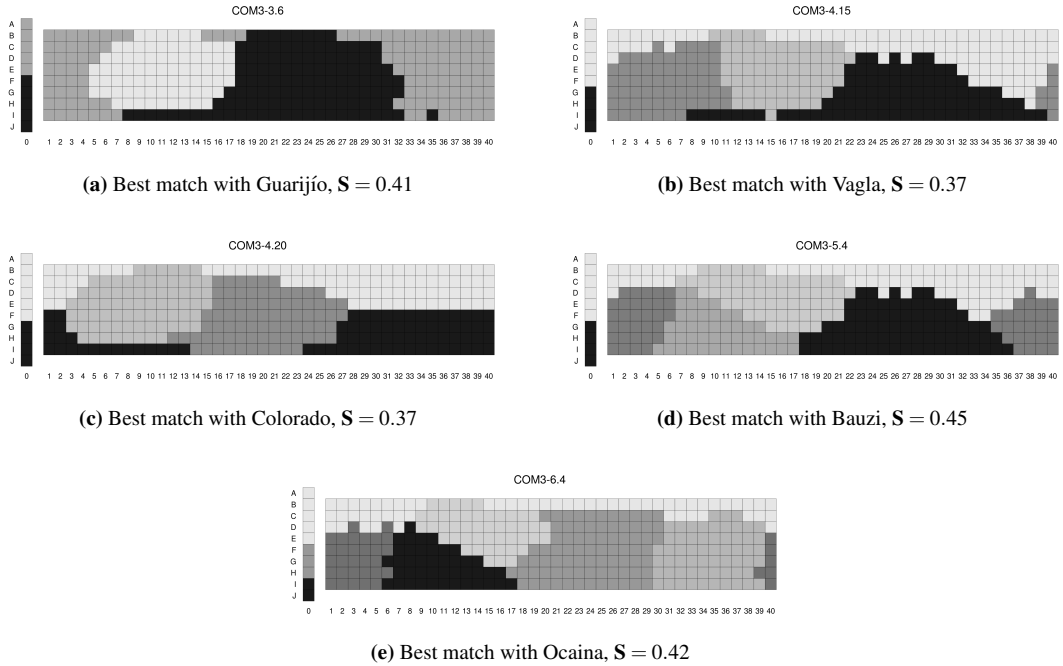 COM3-3.6
A
B
C
D
E
F
G
H
I
J
0
1 2 3 4 5 6 7 8 9 10 11 12 13 14 15 16 17 18 19 20 21 22 23 24 25 26 27 28 29 30 31 32 33 34 35 36 37 38 39 40
(a) Best match with Guarijío, S = 0.41
COM3-4.15
A
B
C
D
E
F
G
H
I
J
0
1 2 3 4 5 6 7 8 9 10 11 12 13 14 15 16 17 18 19 20 21 22 23 24 25 26 27 28 29 30 31 32 33 34 35 36 37 38 39 40
(b) Best match with Vagla, S = 0.37
COM3-4.20
A
B
C
D
E
F
G
H
I
J
0
1 2 3 4 5 6 7 8 9 10 11 12 13 14 15 16 17 18 19 20 21 22 23 24 25 26 27 28 29 30 31 32 33 34 35 36 37 38 39 40
(c) Best match with Colorado, S = 0.37
COM3-5.4
A
B
C
D
E
F
G
H
I
J
0
1 2 3 4 5 6 7 8 9 10 11 12 13 14 15 16 17 18 19 20 21 22 23 24 25 26 27 28 29 30 31 32 33 34 35 36 37 38 39 40
(d) Best match with Bauzi, S = 0.45
COM3-6.4
A
B
C
D
E
F
G
H
I
J
0
1 2 3 4 5 6 7 8 9 10 11 12 13 14 15 16 17 18 19 20 21 22 23 24 25 26 27 28 29 30 31 32 33 34 35 36 37 38 39 40
(e) Best match with Ocaina, S = 0.42